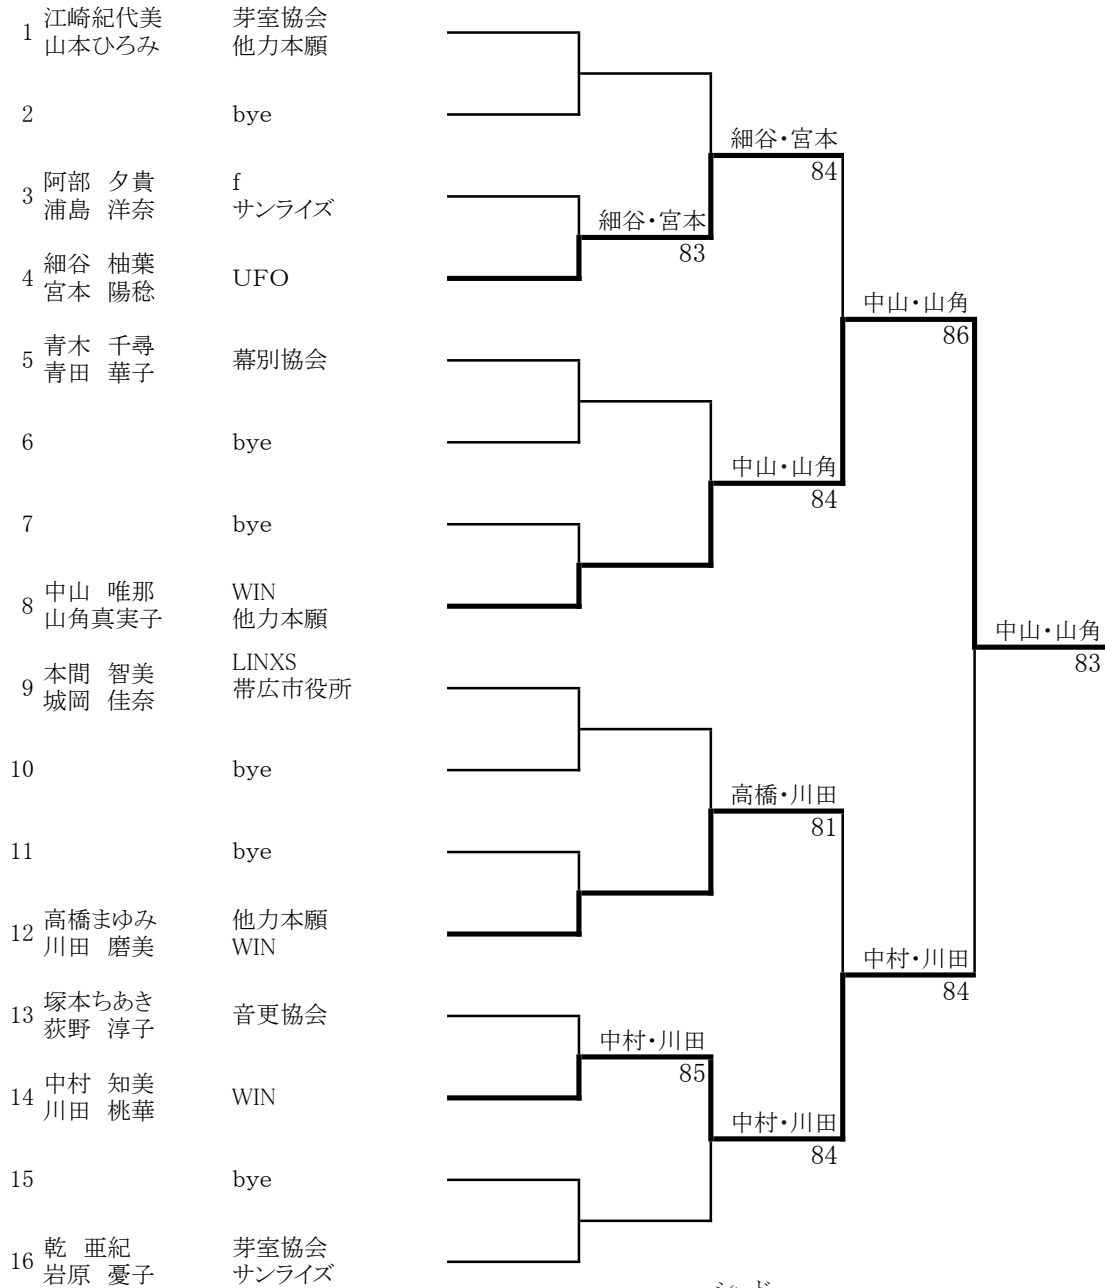 1 江崎紀代美 芽室協会
山本ひろみ 他力本願
2 bye
3 阿部 夕貴 f
浦島 洋奈 サンライズ
4 細谷 柚葉 UFO
宮本 陽稔
5 青木 千尋 幕別協会
青田 華子
6 bye
7 bye
8 中山 唯那 WIN
山角真実子 他力本願
9 本間 智美 LINXS
城岡 佳奈 帯広市役所
10 bye
11 bye
12 高橋まゆみ 他力本願
川田 磨美 WIN
13 塚本ちあき 音更協会
荻野 淳子
14 中村 知美 WIN
川田 桃華
15 bye
16 乾 亜紀 芽室協会
岩原 憂子 サンライズ
細谷・宮本
83
中村・川田
85
細谷・宮本
84
中山・山角
84
高橋・川田
81
中村・川田
84
中山・山角
86
中村・川田
84
中山・山角
83